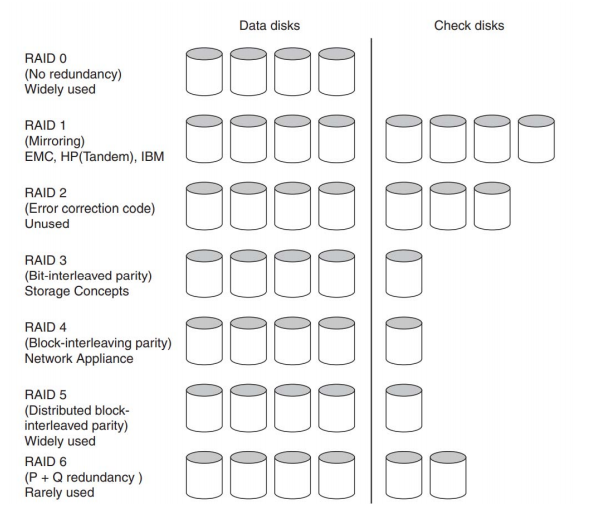 Data disks
Check disks
RAID 0
(No redundancy)
Widely used
RAID 1
(Mirroring)
EMC, HP(Tandem), IBM
RAID 2
(Error correction code)
Unused
RAID 3
(Bit-interleaved parity)
Storage Concepts
RAID 4
(Block-interleaving parity)
Network Appliance
RAID 5
(Distributed block-
interleaved parity)
Widely used
RAID 6
(P + Q redundancy )
Rarely used